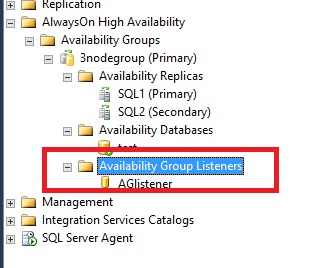 Replication
AlwaysOn High Availability
Availability Groups
3nodegroup (Primary)
Availability Replicas
SQL1 (Primary)
SQL2 (Secondary)
Availability Databases
test
Availability Group Listeners
AGlistener
Management
Integration Services Catalogs
SQL Server Agent